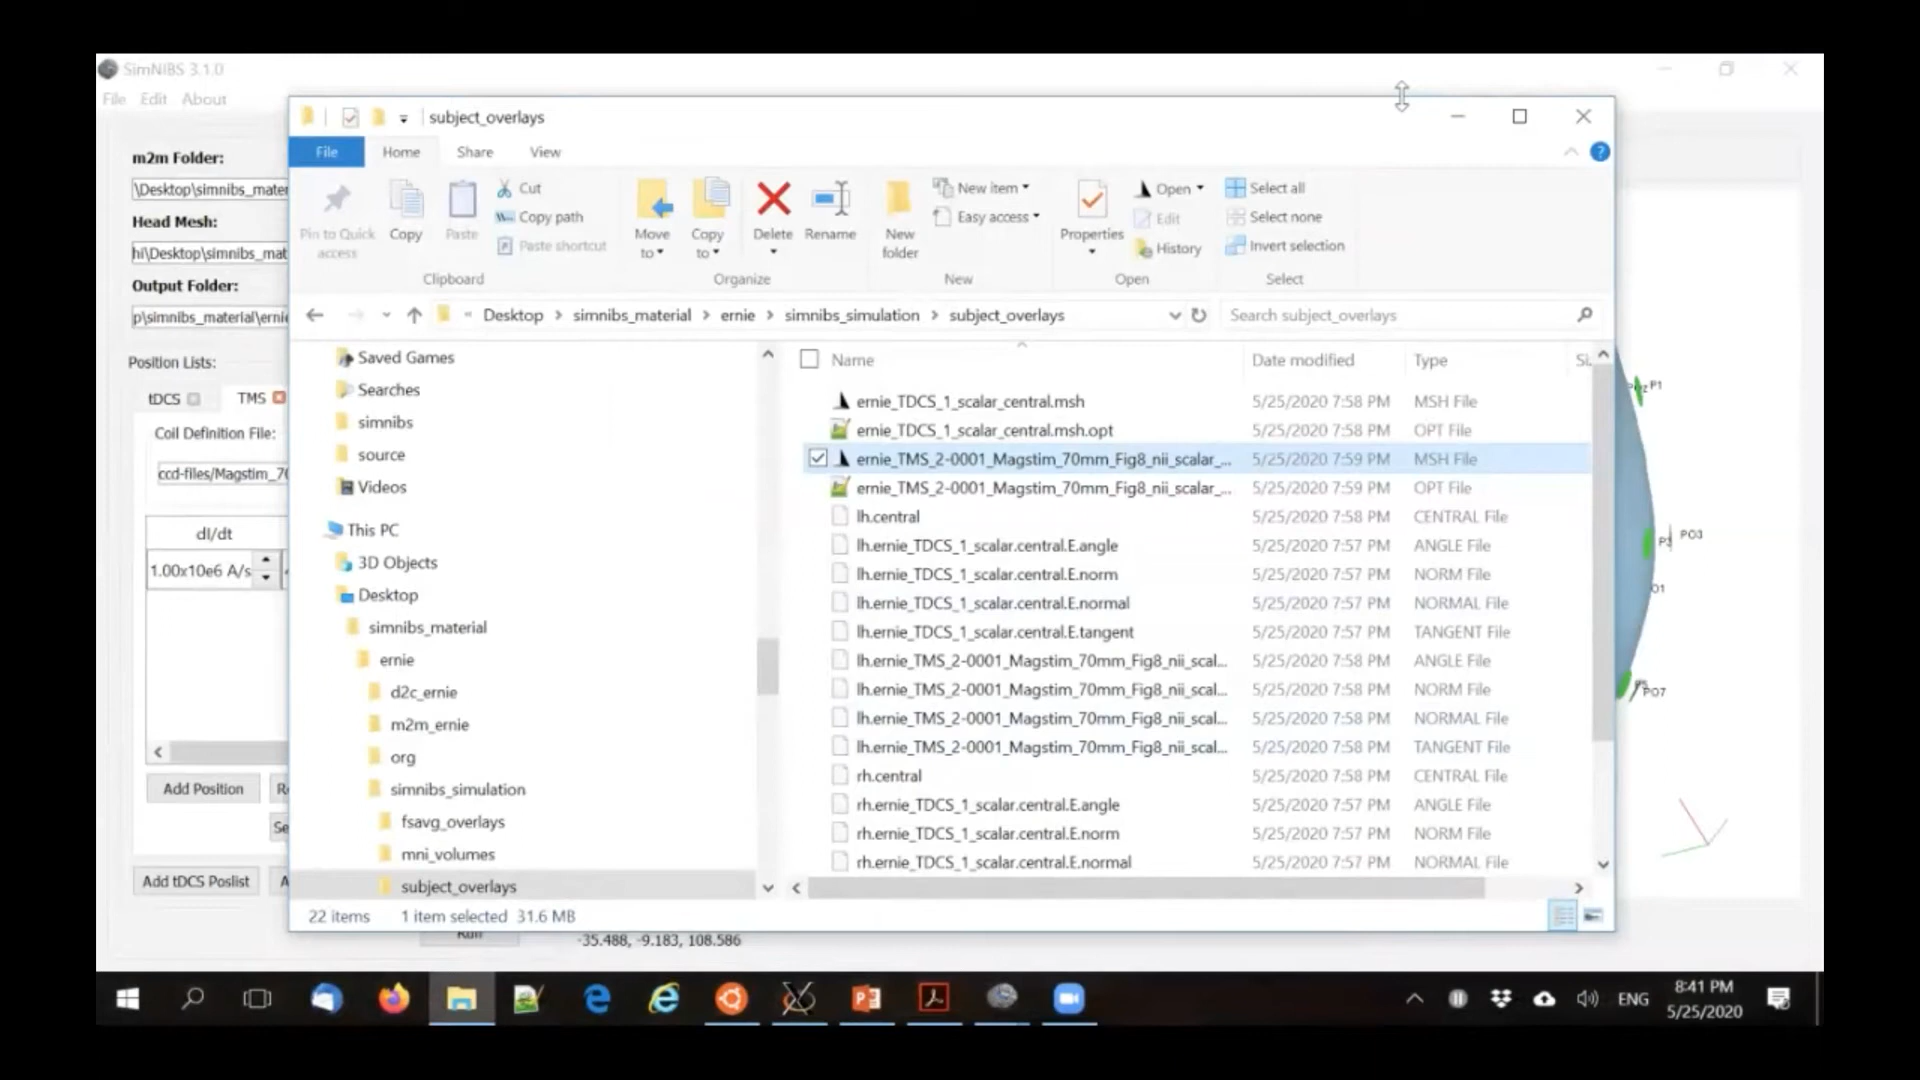 SimNIBS 3.1.0
File Edit About
subject_overlays
File Home Share View
Pin to Quick access
Copy
Paste
Cut
Copy path
Paste shortcut
Clipboard
Move to
Copy to
Delete
Rename
Organize
New folder
New item
Easy access
New
Properties
Open
Edit
History
Open
Select all
Select none
Invert selection
Select
« Desktop > simnibs_material > ernie > simnibs_simulation > subject_overlays
Search subject_overlays
m2m Folder:
\Desktop\simnibs_mater
Head Mesh:
hi\Desktop\simnibs_mat
Output Folder:
p\simnibs_material\ernie
Position Lists:
tDCS TMS
Coil Definition File:
ccd-files/Magstim_70
dI/dt
1.00x10e6 A/s
Add Position
Add tDCS Poslist
Saved Games
Searches
simnibs
source
Videos
This PC
3D Objects
Desktop
simnibs_material
ernie
d2c_ernie
m2m_ernie
org
simnibs_simulation
fsavg_overlays
mni_volumes
subject_overlays
Name Date modified Type
ernie_TDCS_1_scalar_central.msh 5/25/2020 7:58 PM MSH File
ernie_TDCS_1_scalar_central.msh.opt 5/25/2020 7:58 PM OPT File
ernie_TMS_2-0001_Magstim_70mm_Fig8_nii_scalar_... 5/25/2020 7:59 PM MSH File
ernie_TMS_2-0001_Magstim_70mm_Fig8_nii_scalar_... 5/25/2020 7:59 PM OPT File
lh.central 5/25/2020 7:58 PM CENTRAL File
lh.ernie_TDCS_1_scalar.central.E.angle 5/25/2020 7:57 PM ANGLE File
lh.ernie_TDCS_1_scalar.central.E.norm 5/25/2020 7:57 PM NORM File
lh.ernie_TDCS_1_scalar.central.E.normal 5/25/2020 7:57 PM NORMAL File
lh.ernie_TDCS_1_scalar.central.E.tangent 5/25/2020 7:57 PM TANGENT File
lh.ernie_TMS_2-0001_Magstim_70mm_Fig8_nii_scal... 5/25/2020 7:58 PM ANGLE File
lh.ernie_TMS_2-0001_Magstim_70mm_Fig8_nii_scal... 5/25/2020 7:58 PM NORM File
lh.ernie_TMS_2-0001_Magstim_70mm_Fig8_nii_scal... 5/25/2020 7:58 PM NORMAL File
lh.ernie_TMS_2-0001_Magstim_70mm_Fig8_nii_scal... 5/25/2020 7:58 PM TANGENT File
rh.central 5/25/2020 7:58 PM CENTRAL File
rh.ernie_TDCS_1_scalar.central.E.angle 5/25/2020 7:57 PM ANGLE File
rh.ernie_TDCS_1_scalar.central.E.norm 5/25/2020 7:57 PM NORM File
rh.ernie_TDCS_1_scalar.central.E.normal 5/25/2020 7:57 PM NORMAL File
P1
PO3
O1
PO7
22 items 1 item selected 31.6 MB
Run
-35.488, -9.183, 108.586
ENG
8:41 PM
5/25/2020